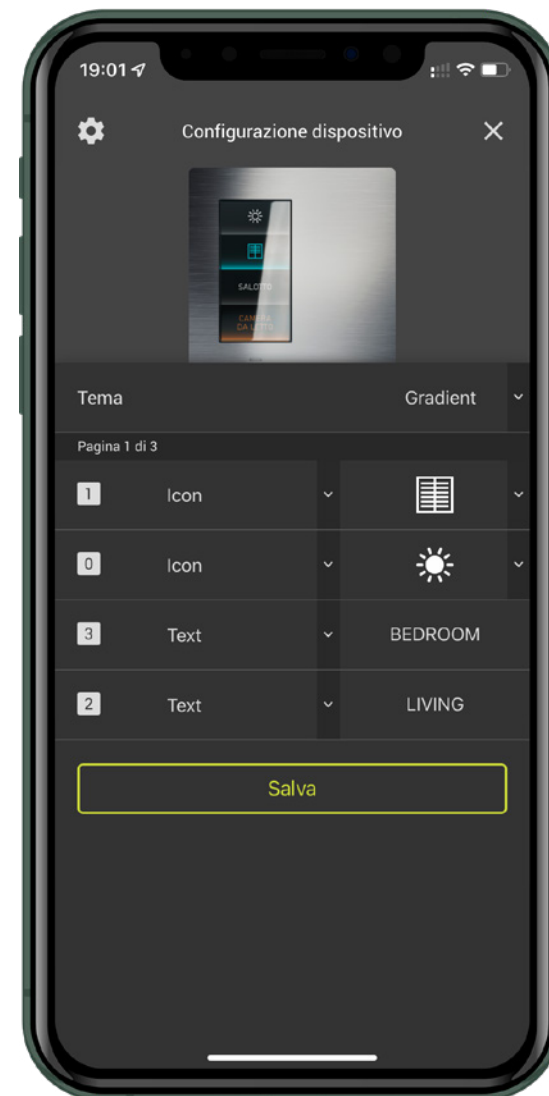 19:01
Configurazione dispositivo
SALOTTO
CAMERA
DA LETTO
Tema Gradient
Pagina 1 di 3
1 Icon
0 Icon
3 Text BEDROOM
2 Text LIVING
Salva